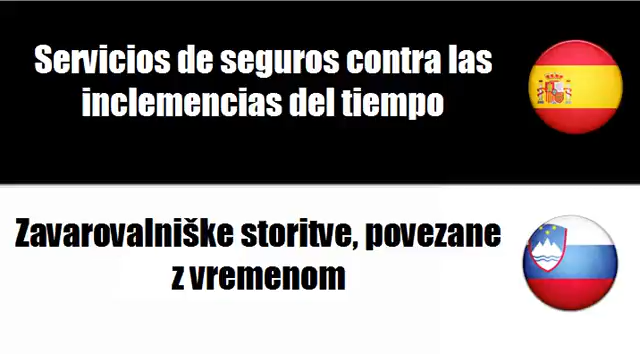 Servicios de seguros contra las
inclemencias del tiempo
Zavarovalniške storitve, povezane
z vremenom